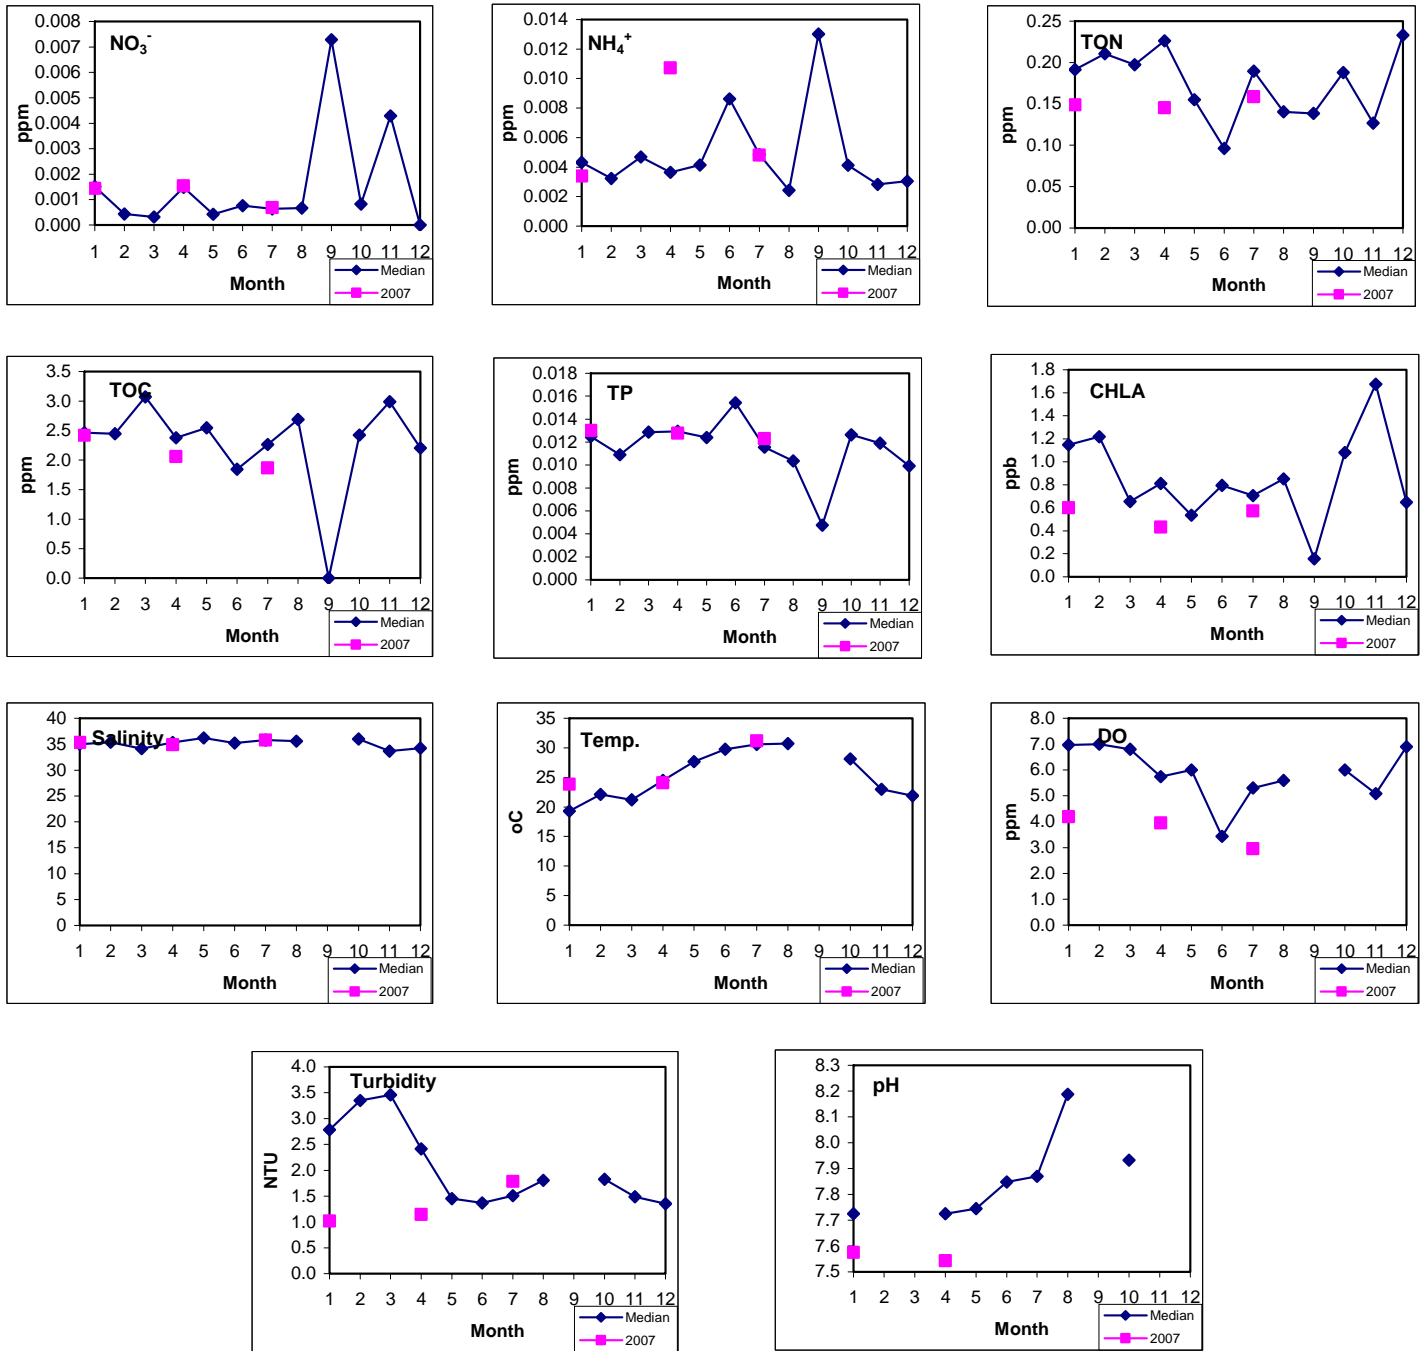 NO3-
ppm
0.008
0.007
0.006
0.005
0.004
0.003
0.002
0.001
0.000
1 2 3 4 5 6 7 8 9 10 11 12
Month
Median
2007
NH4+
ppm
0.014
0.012
0.010
0.008
0.006
0.004
0.002
0.000
1 2 3 4 5 6 7 8 9 10 11 12
Month
Median
2007
TON
ppm
0.25
0.20
0.15
0.10
0.05
0.00
1 2 3 4 5 6 7 8 9 10 11 12
Month
Median
2007
TOC
ppm
3.5
3.0
2.5
2.0
1.5
1.0
0.5
0.0
1 2 3 4 5 6 7 8 9 10 11 12
Month
Median
2007
TP
ppm
0.018
0.016
0.014
0.012
0.010
0.008
0.006
0.004
0.002
0.000
1 2 3 4 5 6 7 8 9 10 11 12
Month
Median
2007
CHLA
ppb
1.8
1.6
1.4
1.2
1.0
0.8
0.6
0.4
0.2
0.0
1 2 3 4 5 6 7 8 9 10 11 12
Month
Median
2007
Salinity
40
35
30
25
20
15
10
5
0
1 2 3 4 5 6 7 8 9 10 11 12
Month
Median
2007
Temp.
oC
35
30
25
20
15
10
5
0
1 2 3 4 5 6 7 8 9 10 11 12
Month
Median
2007
DO
ppm
8.0
7.0
6.0
5.0
4.0
3.0
2.0
1.0
0.0
1 2 3 4 5 6 7 8 9 10 11 12
Month
Median
2007
Turbidity
NTU
4.0
3.5
3.0
2.5
2.0
1.5
1.0
0.5
0.0
1 2 3 4 5 6 7 8 9 10 11 12
Month
Median
2007
pH
8.3
8.2
8.1
8.0
7.9
7.8
7.7
7.6
7.5
1 2 3 4 5 6 7 8 9 10 11 12
Month
Median
2007